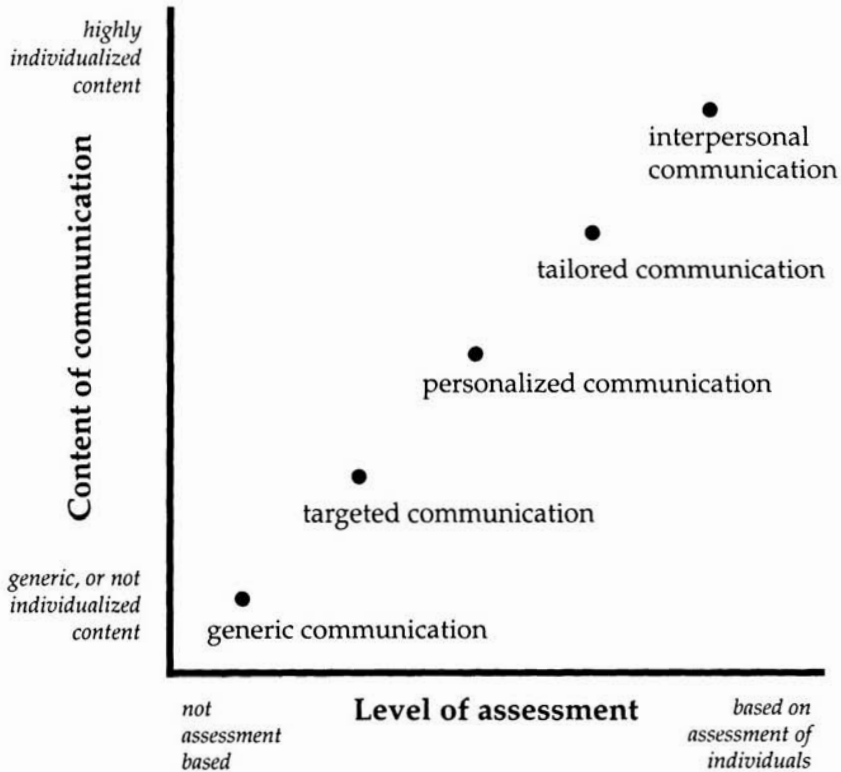 highly
individualized
content
interpersonal
communication
tailored communication
Content of communication
personalized communication
targeted communication
generic, or not
individualized
content
generic communication
not
assessment
based
Level of assessment
based on
assessment of
individuals